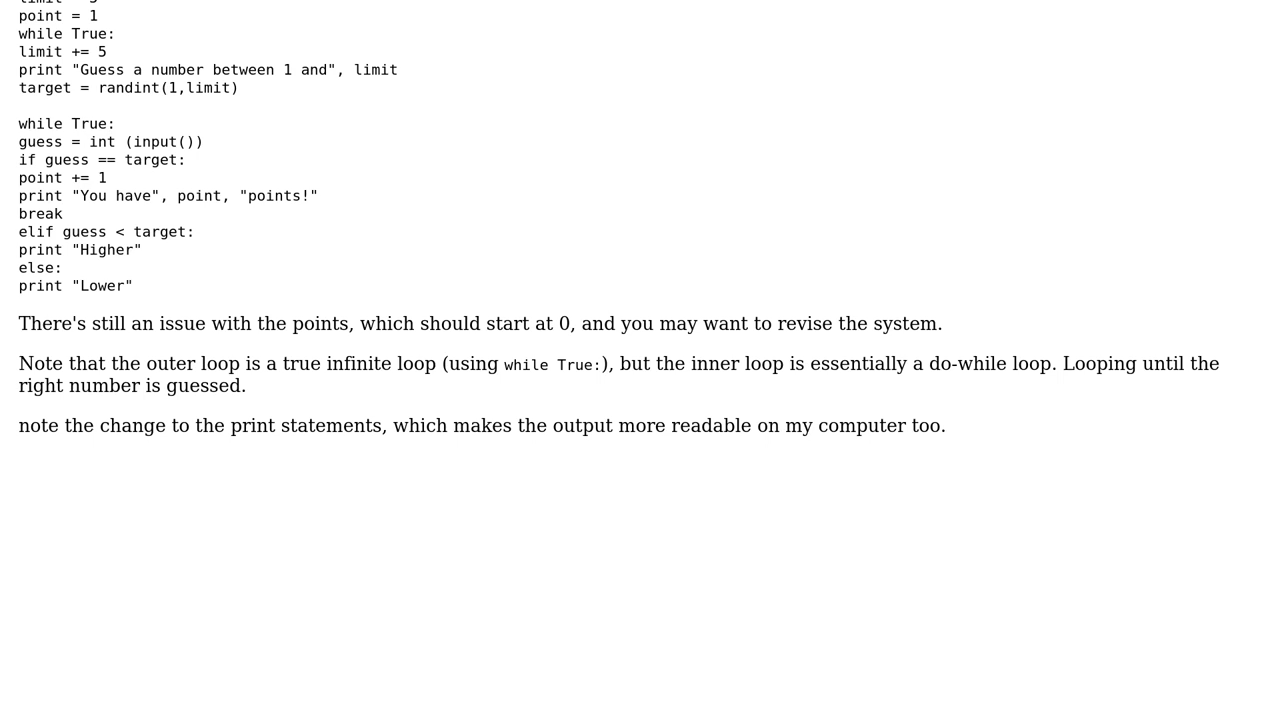 point = 1
while True:
limit += 5
print "Guess a number between 1 and", limit
target = randint(1,limit)
while True:
guess = int (input())
if guess == target:
point += 1
print "You have", point, "points!"
break
elif guess < target:
print "Higher"
else:
print "Lower"
There's still an issue with the points, which should start at 0, and you may want to revise the system.
Note that the outer loop is a true infinite loop (using while True:), but the inner loop is essentially a do-while loop. Looping until the
right number is guessed.
note the change to the print statements, which makes the output more readable on my computer too.